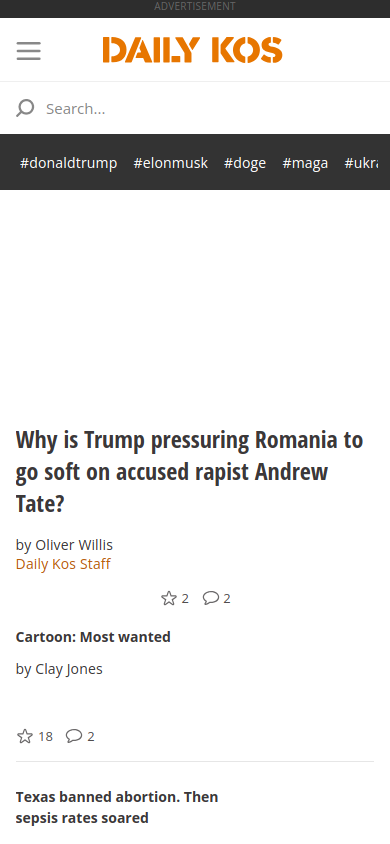 ADVERTISEMENT
DAILY KOS
Search...
#donaldtrump #elonmusk #doge #maga #ukra
Why is Trump pressuring Romania to
go soft on accused rapist Andrew
Tate?
by Oliver Willis
Daily Kos Staff
2 2
Cartoon: Most wanted
by Clay Jones
18 2
Texas banned abortion. Then
sepsis rates soared